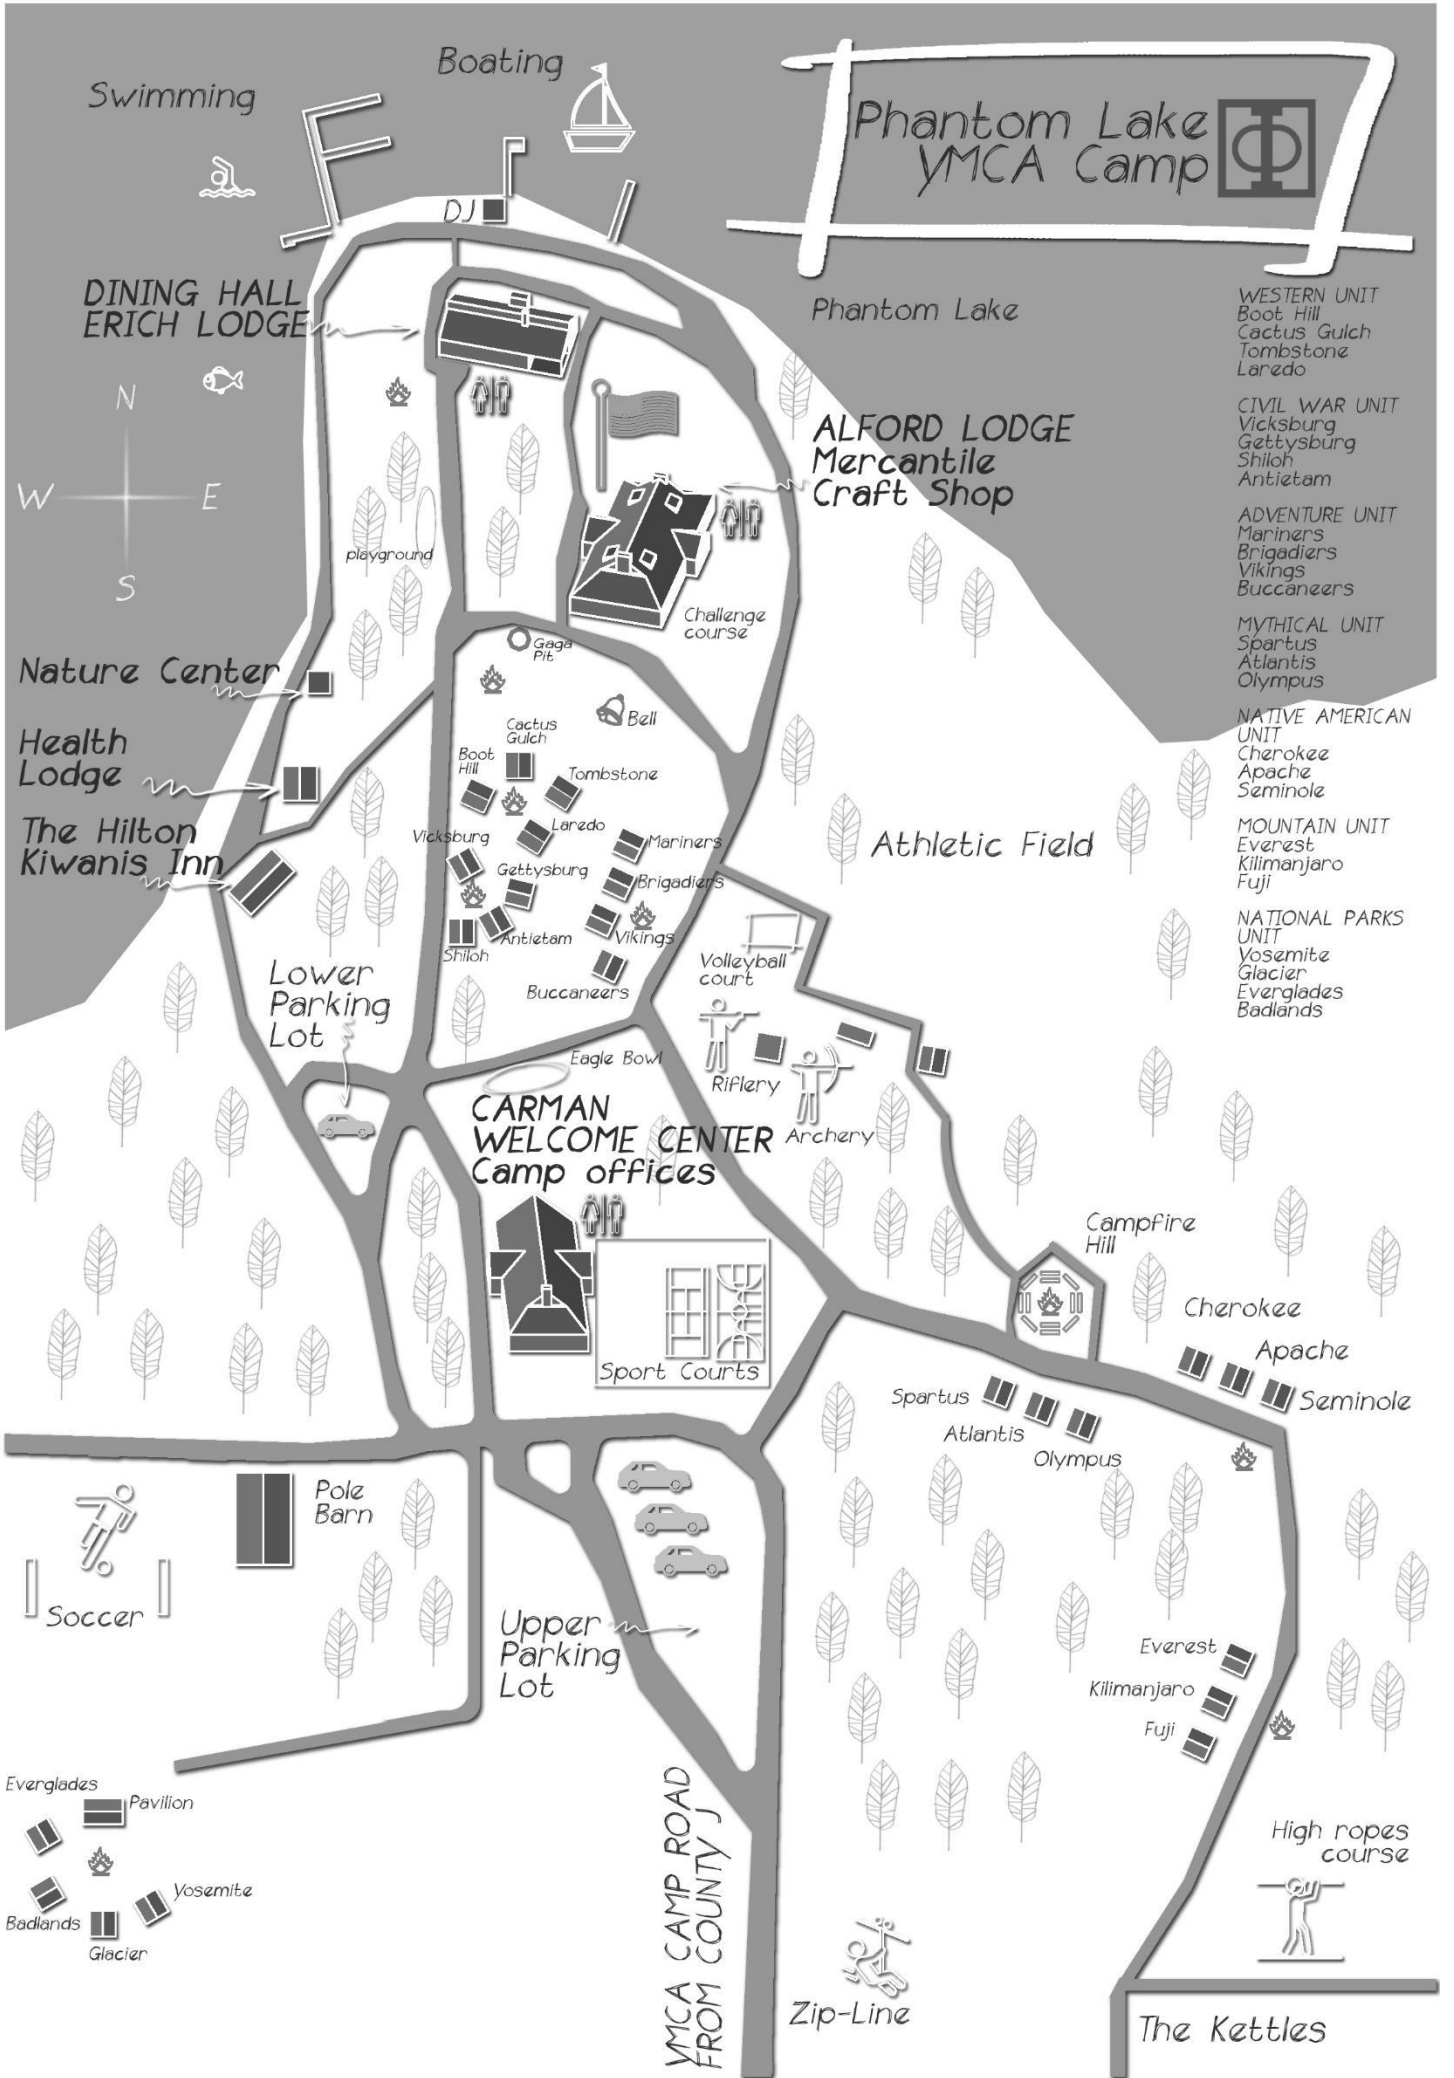 Swimming
Boating
Phantom Lake
YMCA Camp
DJ
DINING HALL
ERICH LODGE
Phantom Lake
WESTERN UNIT
Boot Hill
Cactus Gulch
Tombstone
Laredo
CIVIL WAR UNIT
Vicksburg
Gettysburg
Shiloh
Antietam
ADVENTURE UNIT
Mariners
Brigadiers
Vikings
Buccaneers
MYTHICAL UNIT
Spartus
Atlantis
Olympus
NATIVE AMERICAN
UNIT
Cherokee
Apache
Seminole
MOUNTAIN UNIT
Everest
Kilimanjaro
Fuji
NATIONAL PARKS
UNIT
Yosemite
Glacier
Everglades
Badlands
N
W
E
S
ALFORD LODGE
Mercantile
Craft Shop
playground
Challenge
course
Gaga
Pit
Nature Center
Bell
Health
Lodge
Cactus
Gulch
Boot
Hill
Tombstone
The Hilton
Kiwanis Inn
Vicksburg
Laredo
Mariners
Gettysburg
Brigadiers
Athletic Field
Antietam
Vikings
Shiloh
Buccaneers
Volleyball
court
Lower
Parking
Lot
Eagle Bowl
Riflery
Archery
CARMAN
WELCOME CENTER
Camp offices
Campfire
Hill
Cherokee
Apache
Seminole
Sport Courts
Spartus
Atlantis
Olympus
Pole
Barn
Soccer
Upper
Parking
Lot
Everest
Kilimanjaro
Fuji
Everglades
Pavilion
Yosemite
Badlands
Glacier
YMCA CAMP ROAD
FROM COUNTY J
High ropes
course
Zip-Line
The Kettles